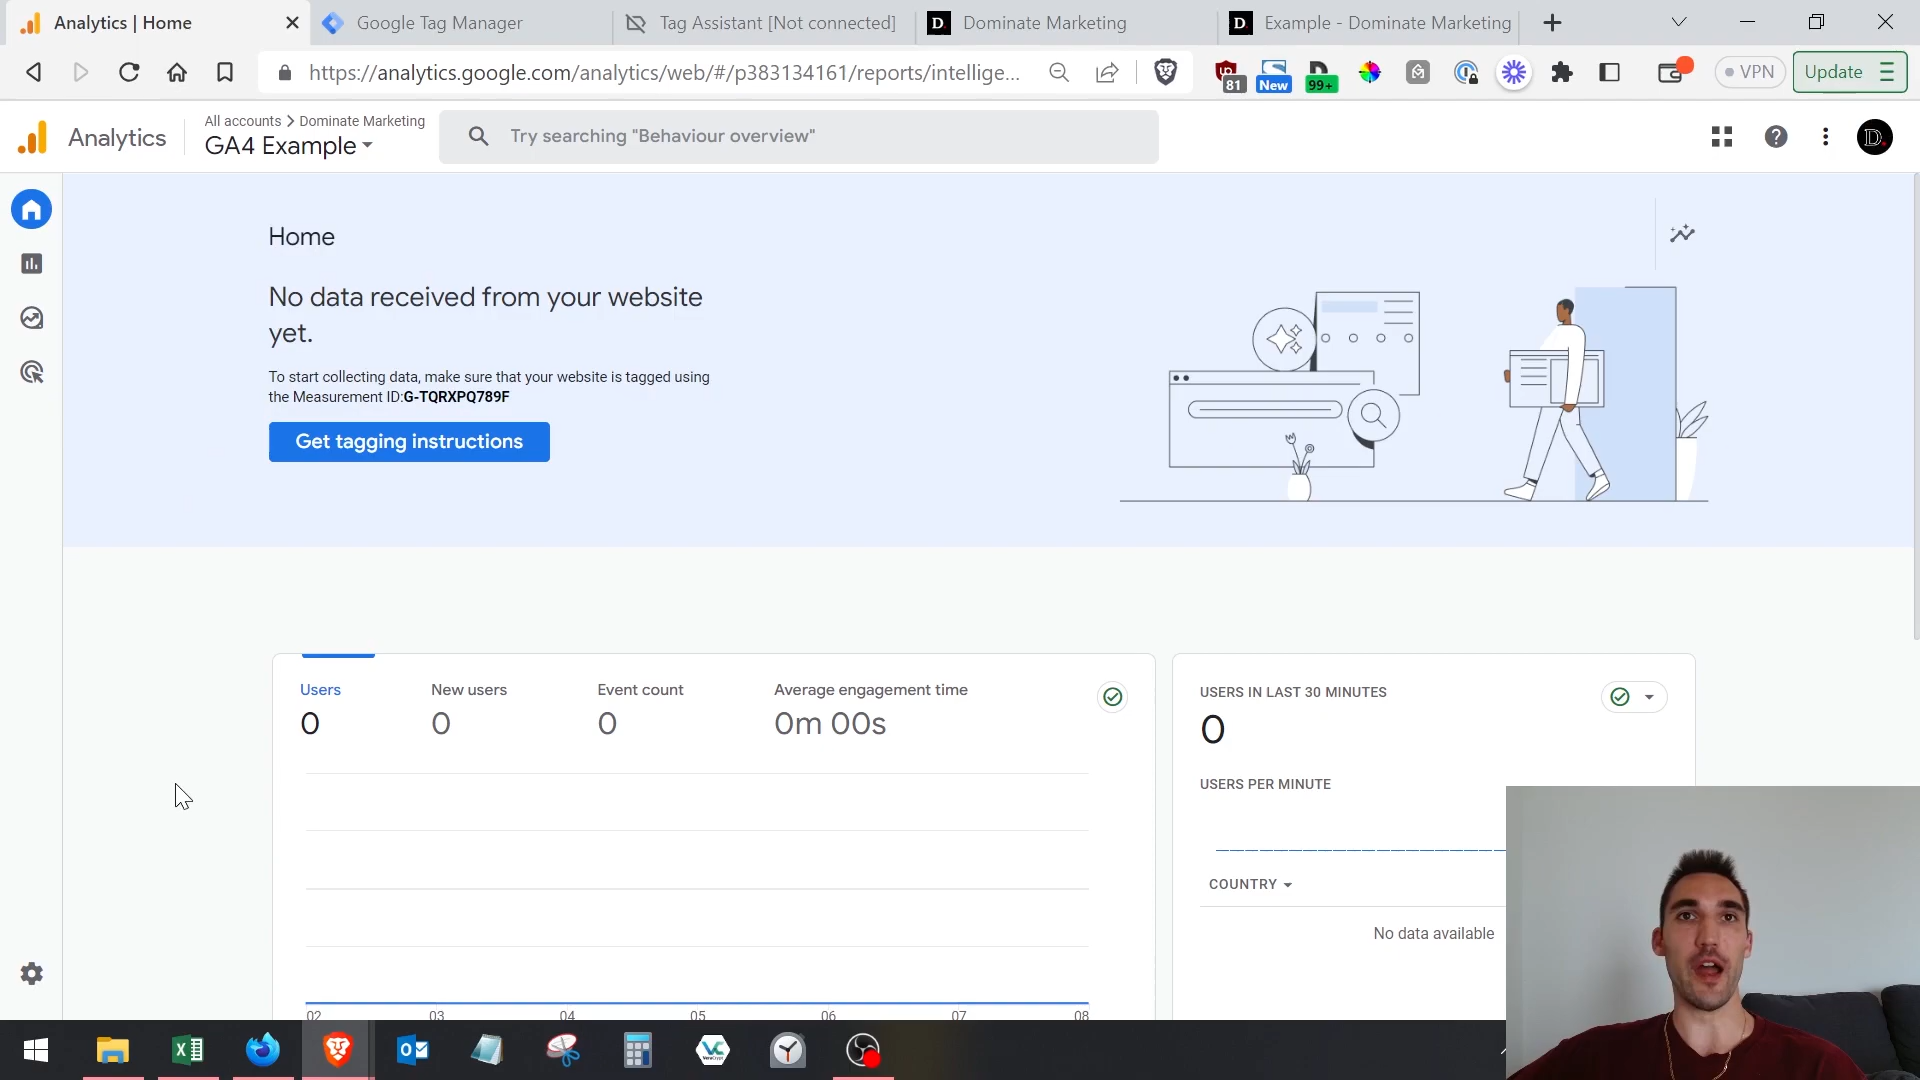 Analytics | Home
Google Tag Manager
Tag Assistant [Not connected]
D.
Dominate Marketing
D.
Example - Dominate Marketing
https://analytics.google.com/analytics/web/#/p383134161/reports/intellige...
81
New
99+
VPN
Update
Analytics
All accounts
Dominate Marketing
GA4 Example
Try searching "Behaviour overview"
D.
Home
No data received from your website
yet.
To start collecting data, make sure that your website is tagged using
the Measurement ID:G-TQRXPQ789F
Get tagging instructions
Users
0
New users
0
Event count
0
Average engagement time
0m 00s
02
03
04
05
06
07
08
USERS IN LAST 30 MINUTES
0
USERS PER MINUTE
COUNTRY
No data available